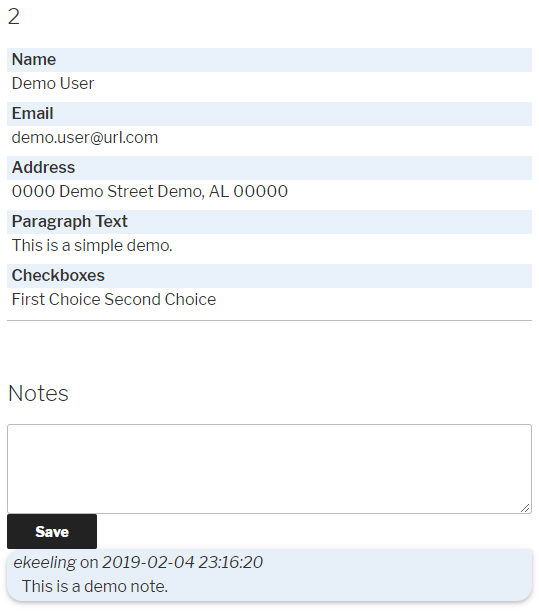 2
Name
Demo User
Email
demo.user@url.com
Address
0000 Demo Street Demo, AL 00000
Paragraph Text
This is a simple demo.
Checkboxes
First Choice Second Choice
Notes
Save
ekeeling on 2019-02-04 23:16:20
This is a demo note.